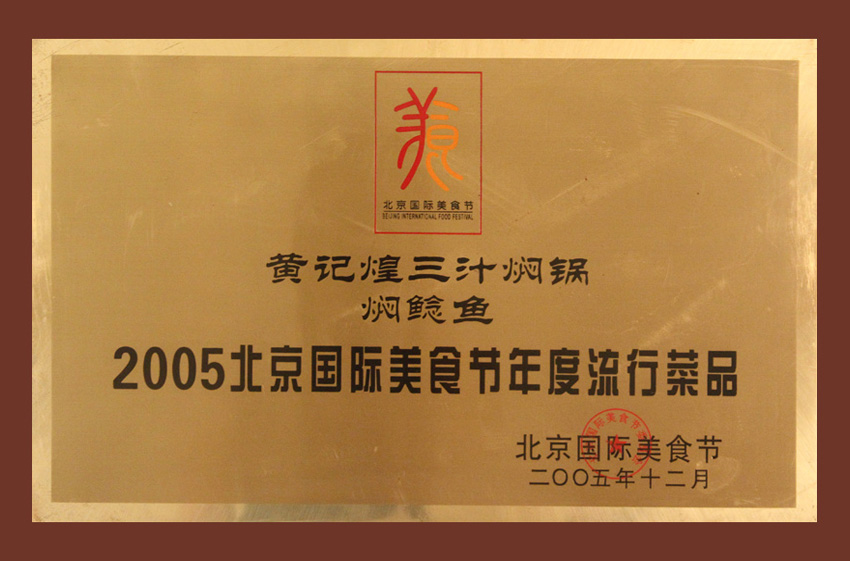 北京国际美食节
BEIJING INTERNATIONAL FOOD FESTIVAL
黄记煌三汁焖锅
焖鲶鱼
2005北京国际美食节年度流行菜品
北京国际美食节
二〇〇五年十二月